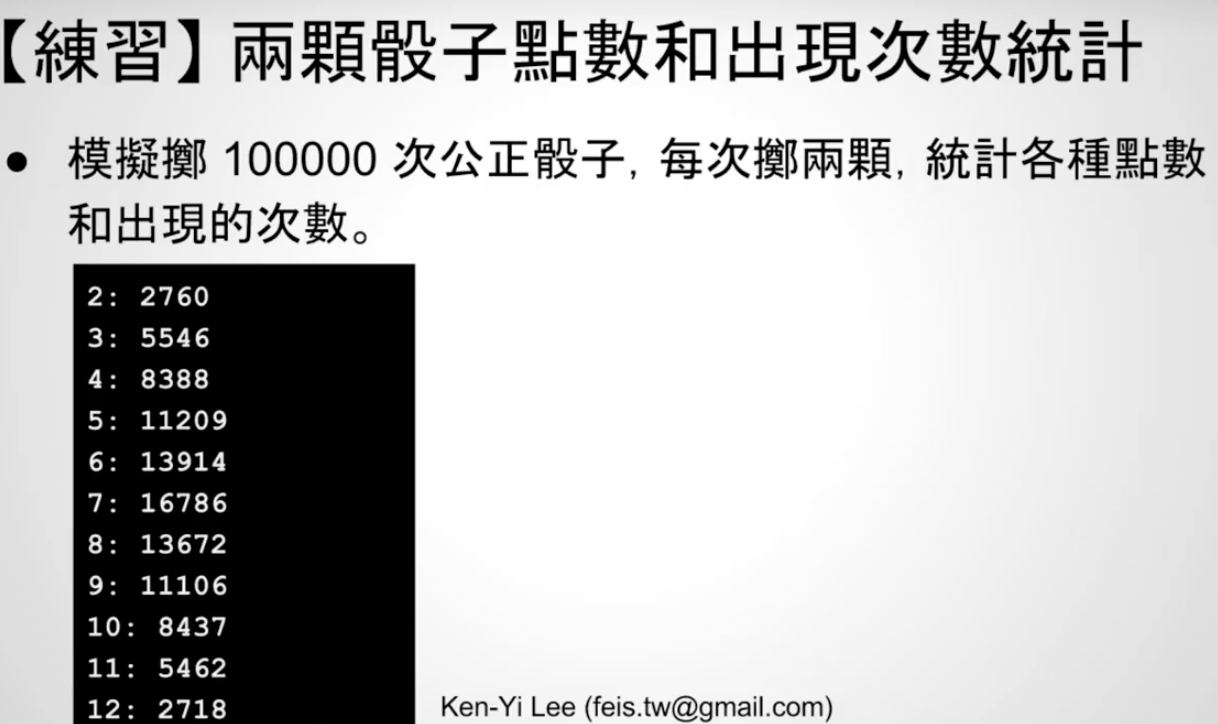 【練習】兩顆骰子點數和出現次數統計
● 模擬擲 100000 次公正骰子, 每次擲兩顆, 統計各種點數
和出現的次數。
2: 2760
3: 5546
4: 8388
5: 11209
6: 13914
7: 16786
8: 13672
9: 11106
10: 8437
11: 5462
12: 2718
Ken-Yi Lee (feis.tw@gmail.com)